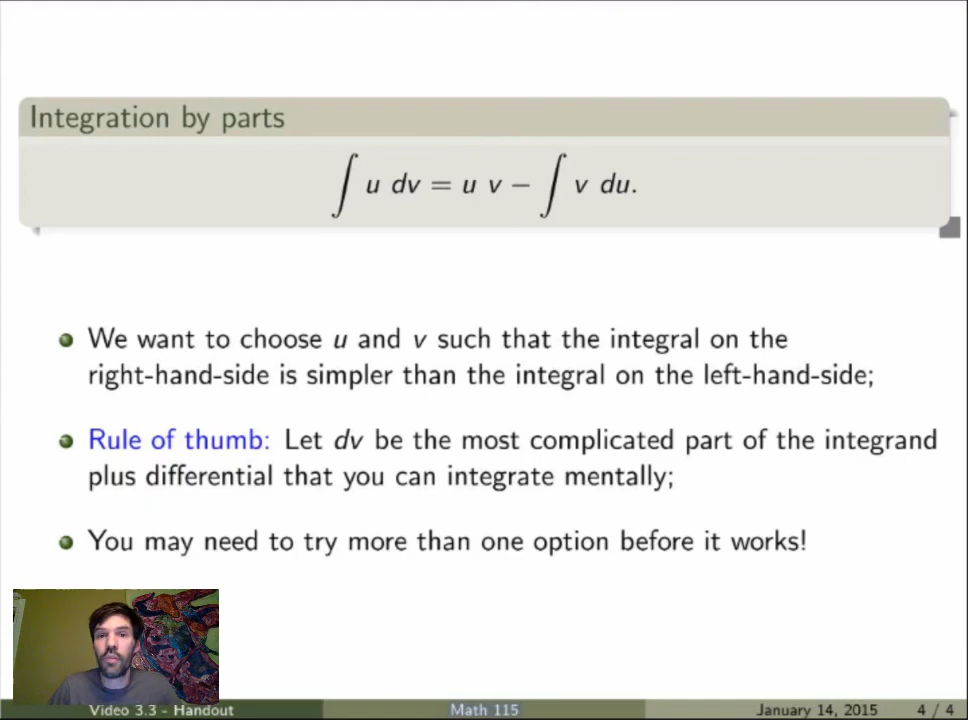 Integration by parts
∫ u dv = u v − ∫ v du.
We want to choose u and v such that the integral on the
right-hand-side is simpler than the integral on the left-hand-side;
Rule of thumb: Let dv be the most complicated part of the integrand
plus differential that you can integrate mentally;
You may need to try more than one option before it works!
Video 3.3 - Handout Math 115 January 14, 2015 4 / 4